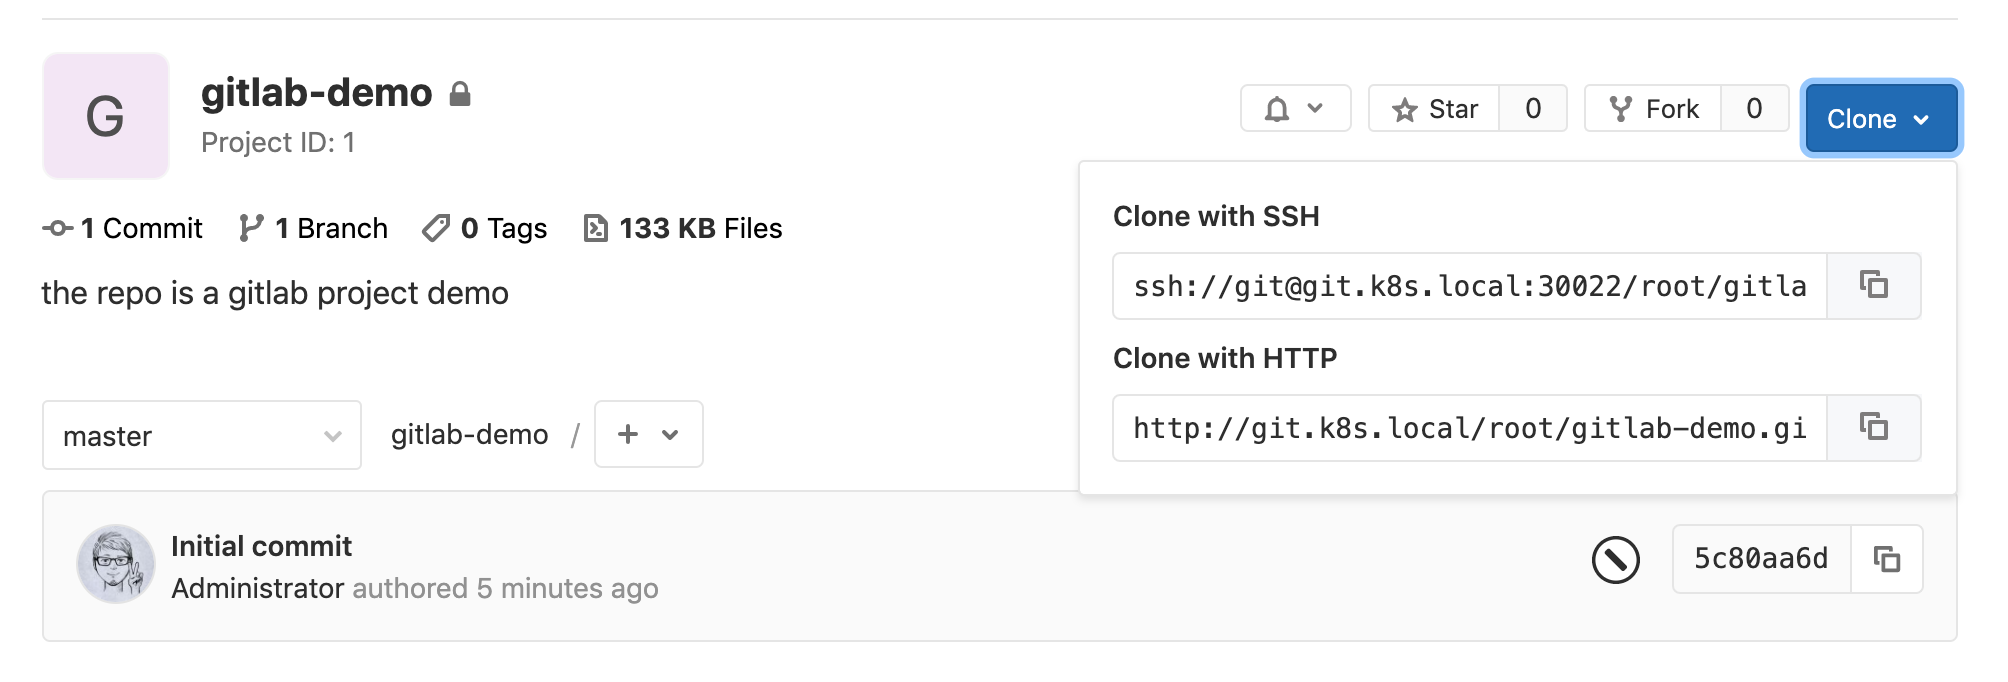 G
gitlab-demo
Project ID: 1
Star 0
Fork 0
Clone
1 Commit 1 Branch 0 Tags 133 KB Files
the repo is a gitlab project demo
Clone with SSH
ssh://git@git.k8s.local:30022/root/gitla
Clone with HTTP
http://git.k8s.local/root/gitlab-demo.gi
master
gitlab-demo / +
Initial commit
Administrator authored 5 minutes ago
5c80aa6d